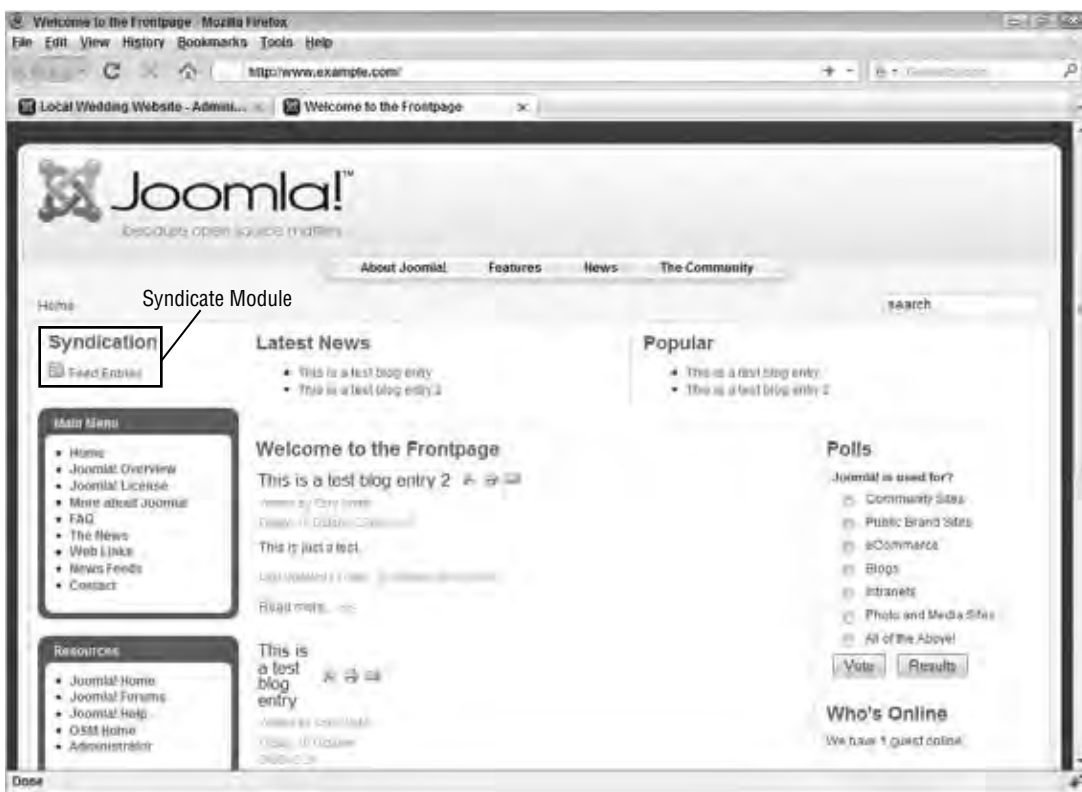 Welcome to the Frontpage - Mozilla Firefox
File Edit View History Bookmarks Tools Help
http://www.example.com/
Local Wedding Website - Admini...
Welcome to the Frontpage
Joomla!™
because open source matters
About Joomla! Features News The Community
Home
Syndicate Module
search
Syndication
Feed Entries
Latest News
This is a test blog entry
This is a test blog entry 2
Popular
This is a test blog entry
This is a test blog entry 2
Main Menu
Home
Joomla! Overview
Joomla! License
More about Joomla!
FAQ
The News
Web Links
News Feeds
Contact
Resources
Joomla! Home
Joomla! Forums
Joomla! Help
OSM Home
Administrator
Welcome to the Frontpage
This is a test blog entry 2
This is just a test.
Read more...
This is
a test
blog
entry
Polls
Joomla! is used for?
Community Sites
Public Brand Sites
eCommerce
Blogs
Intranets
Photo and Media Sites
All of the Above!
Vote Results
Who's Online
We have 1 guest online
Done